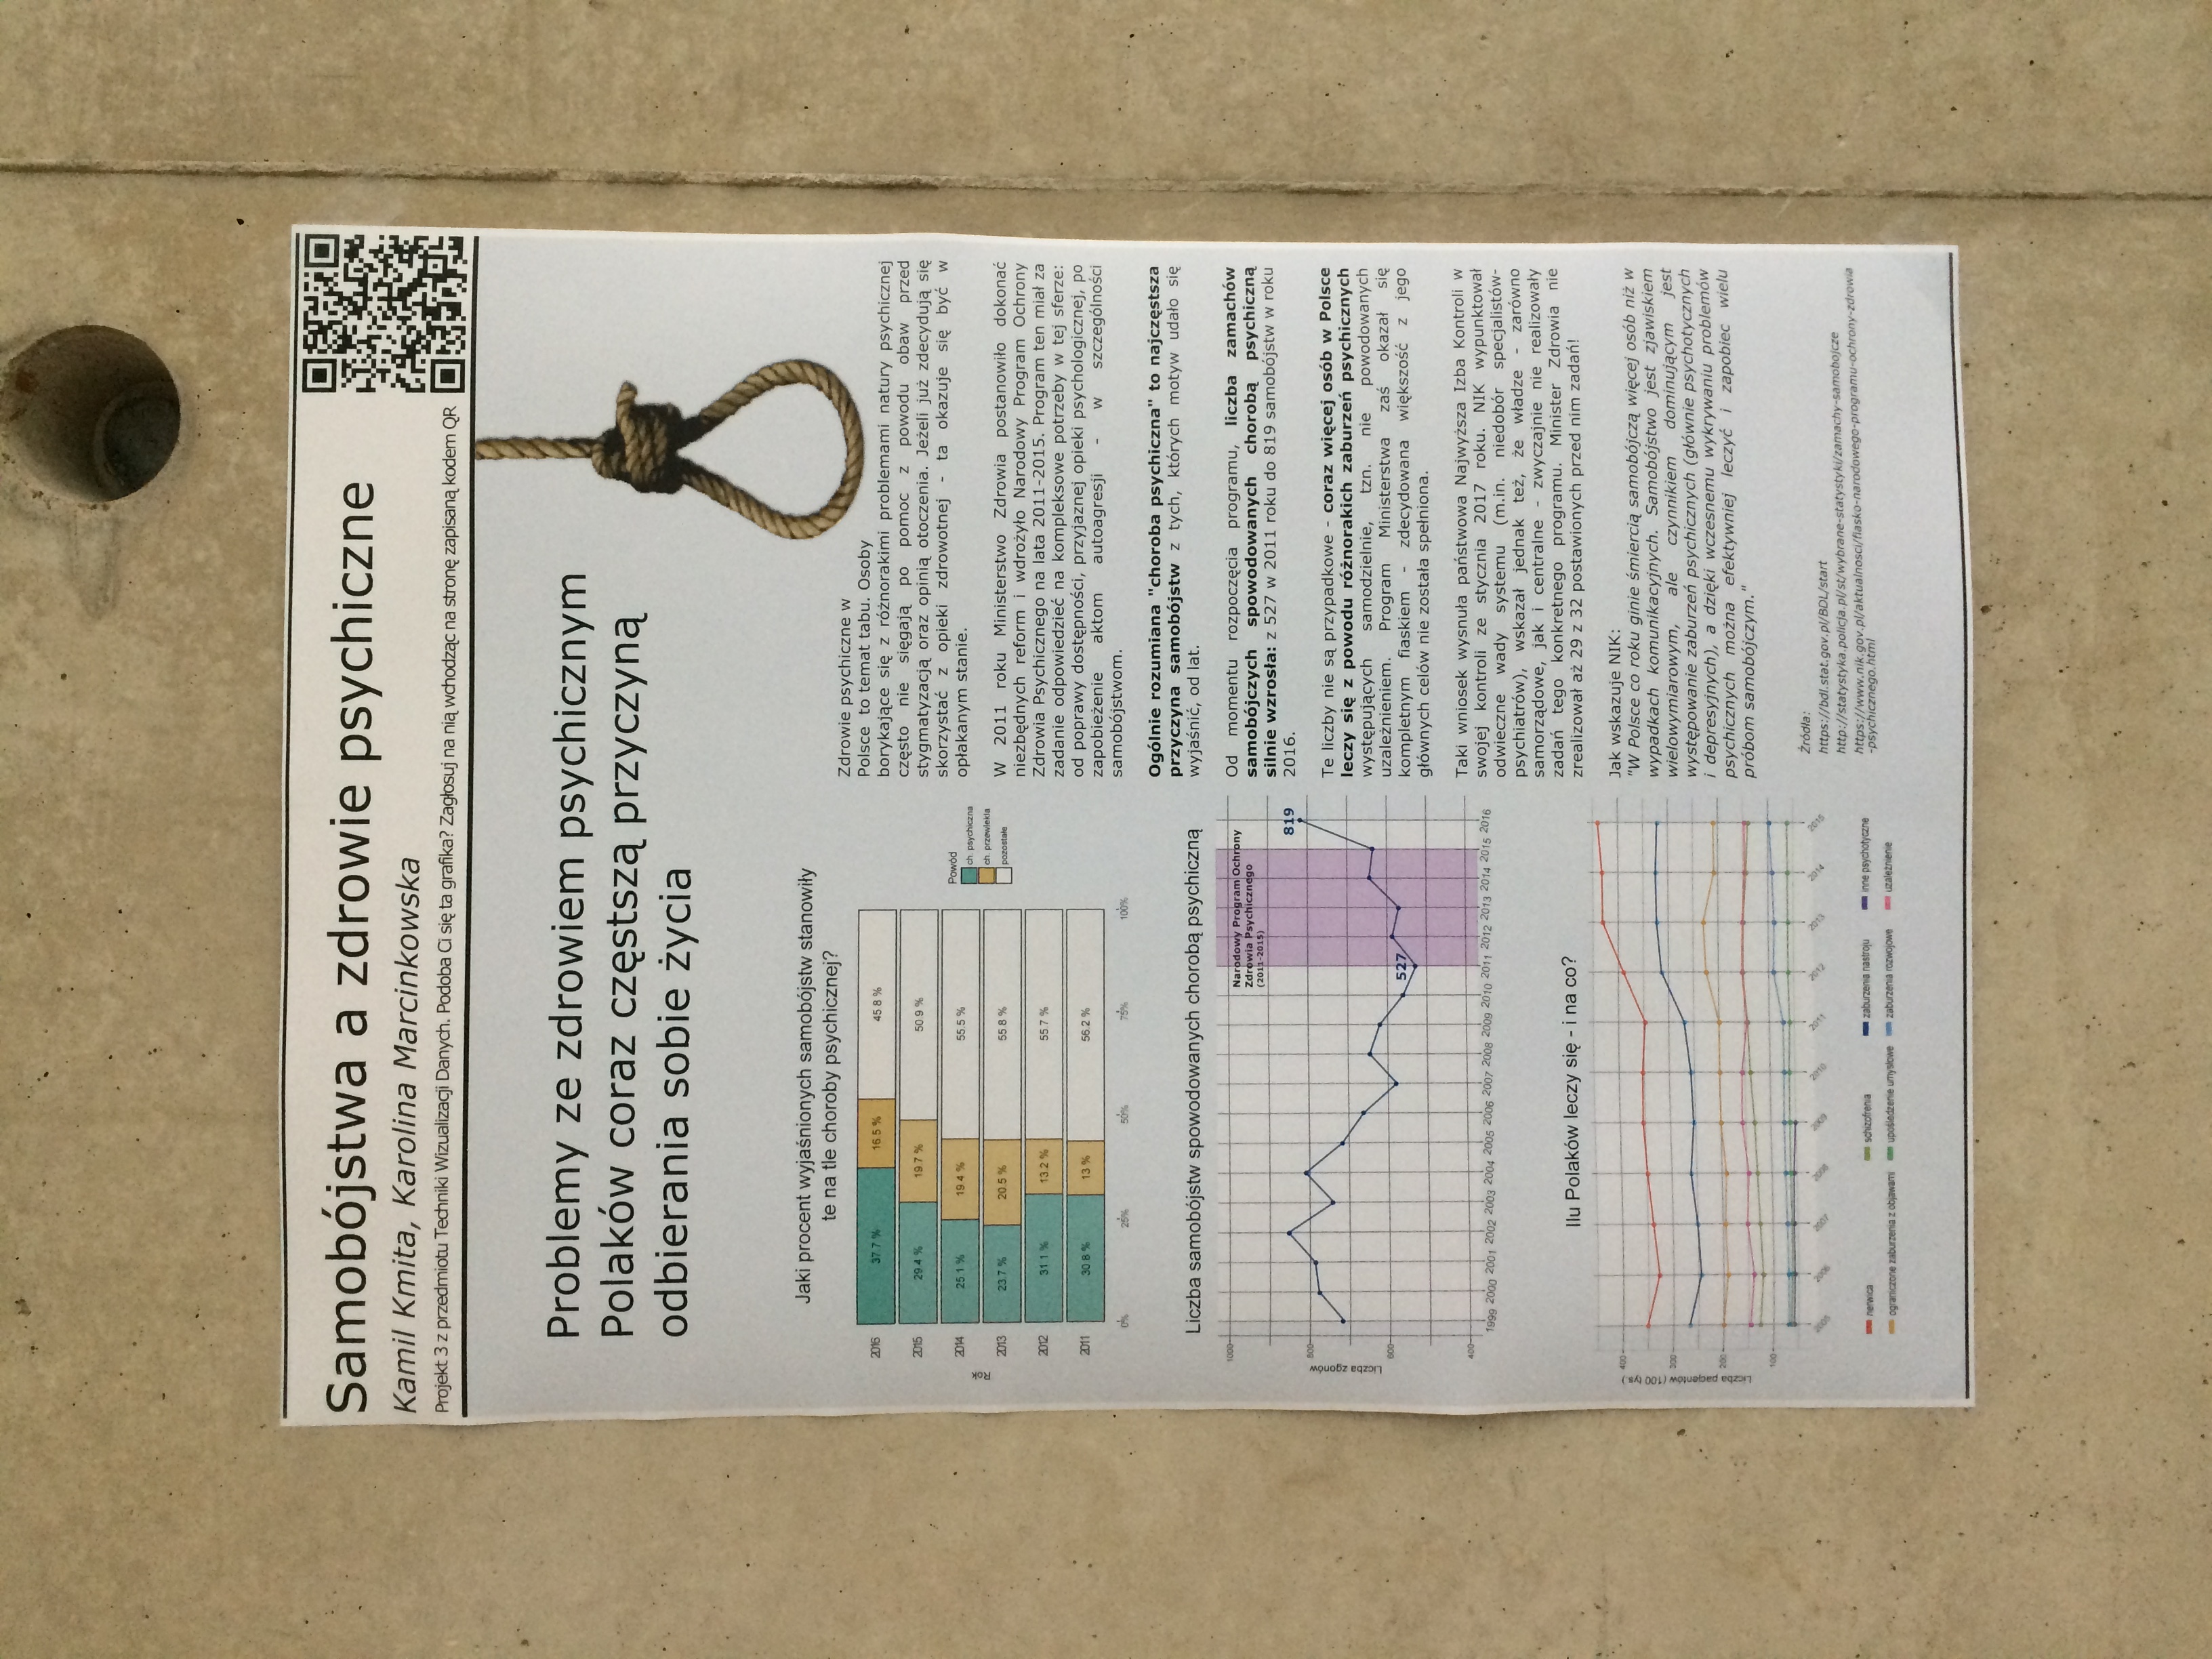 Samobójstwa a zdrowie psychiczne
Kamil Kmita, Karolina Marcinkowska
Projekt 3 z przedmiotu Techniki Wizualizacji Danych. Podoba Ci się ta grafika? Zagłosuj na nią wchodząc na stronę zapisaną kodem QR
Problemy ze zdrowiem psychicznym
Polaków coraz częstszą przyczyną
odbierania sobie życia
Jaki procent wyjaśnionych samobójstw stanowiły
te na tle choroby psychicznej?
Rok
2016 37.7 % 16.5 % 45.8 %
2015 29.4 % 19.7 % 50.9 %
2014 25.1 % 19.4 % 55.5 %
2013 23.7 % 20.5 % 55.8 %
2012 31.1 % 13.2 % 55.7 %
2011 30.8 % 13 % 56.2 %
0% 25% 50% 75% 100%
Powód
ch. psychiczna
ch. przewlekła
pozostałe
Liczba samobójstw spowodowanych chorobą psychiczną
Narodowy Program Ochrony
Zdrowia Psychicznego
(2011-2015)
Liczba zgonów
1000
800
600
400
819
527
1999 2000 2001 2002 2003 2004 2005 2006 2007 2008 2009 2010 2011 2012 2013 2014 2015 2016
Ilu Polaków leczy się - i na co?
Liczba pacjentów (100 tys.)
400
300
200
100
2005 2006 2007 2008 2009 2010 2011 2012 2013 2014 2015
nerwica schizofrenia zaburzenia nastroju inne psychotyczne
ograniczone zaburzenia z objawami upośledzenie umysłowe zaburzenia rozwojowe uzależnienie
Zdrowie psychiczne w
Polsce to temat tabu. Osoby
borykające się z różnorakimi problemami natury psychicznej
często nie sięgają po pomoc z powodu obaw przed
stygmatyzacją oraz opinią otoczenia. Jeżeli już zdecydują się
skorzystać z opieki zdrowotnej - ta okazuje się być w
opłakanym stanie.
W 2011 roku Ministerstwo Zdrowia postanowiło dokonać
niezbędnych reform i wdrożyło Narodowy Program Ochrony
Zdrowia Psychicznego na lata 2011-2015. Program ten miał za
zadanie odpowiedzieć na kompleksowe potrzeby w tej sferze:
od poprawy dostępności, przyjaznej opieki psychologicznej, po
zapobieżenie aktom autoagresji - w szczególności
samobójstwom.
Ogólnie rozumiana "choroba psychiczna" to najczęstsza
przyczyna samobójstw z tych, których motyw udało się
wyjaśnić, od lat.
Od momentu rozpoczęcia programu, liczba zamachów
samobójczych spowodowanych chorobą psychiczną
silnie wzrosła: z 527 w 2011 roku do 819 samobójstw w roku
2016.
Te liczby nie są przypadkowe - coraz więcej osób w Polsce
leczy się z powodu różnorakich zaburzeń psychicznych
występujących samodzielnie, tzn. nie powodowanych
uzależnieniem. Program Ministerstwa zaś okazał się
kompletnym fiaskiem - zdecydowana większość z jego
głównych celów nie została spełniona.
Taki wniosek wysnuła państwowa Najwyższa Izba Kontroli w
swojej kontroli ze stycznia 2017 roku. NIK wypunktował
odwieczne wady systemu (m.in. niedobór specjalistów-
psychiatrów), wskazał jednak też, że władze - zarówno
samorządowe, jak i centralne - zwyczajnie nie realizowały
zadań tego konkretnego programu. Minister Zdrowia nie
zrealizował aż 29 z 32 postawionych przed nim zadań!
Jak wskazuje NIK:
"W Polsce co roku ginie śmiercią samobójczą więcej osób niż w
wypadkach komunikacyjnych. Samobójstwo jest zjawiskiem
wielowymiarowym, ale czynnikiem dominującym jest
występowanie zaburzeń psychicznych (głównie psychotycznych
i depresyjnych), a dzięki wczesnemu wykrywaniu problemów
psychicznych można efektywniej leczyć i zapobiec wielu
próbom samobójczym."
Źródła:
https://bdl.stat.gov.pl/BDL/start
http://statystyka.policja.pl/st/wybrane-statystyki/zamachy-samobojcze
https://www.nik.gov.pl/aktualnosci/fiasko-narodowego-programu-ochrony-zdrowia
-psychicznego.html